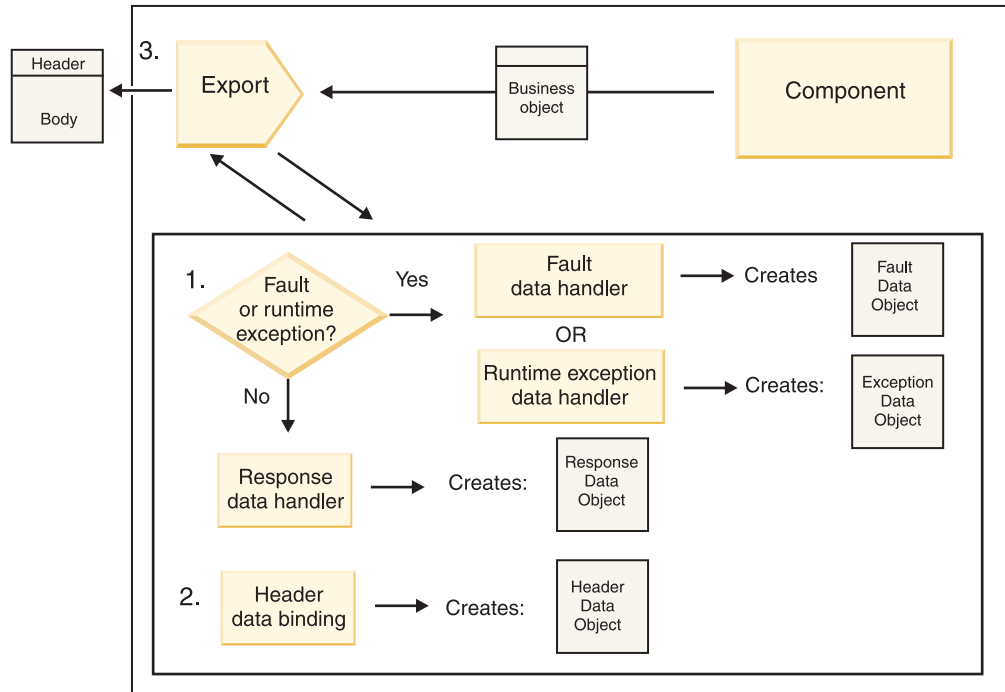 Header
Body
3.
Export
Business
object
Component
1.
Fault
or runtime
exception?
Yes
Fault
data handler
Creates
Fault
Data
Object
OR
Runtime exception
data handler
Creates:
Exception
Data
Object
No
Response
data handler
Creates:
Response
Data
Object
2.
Header
data binding
Creates:
Header
Data
Object